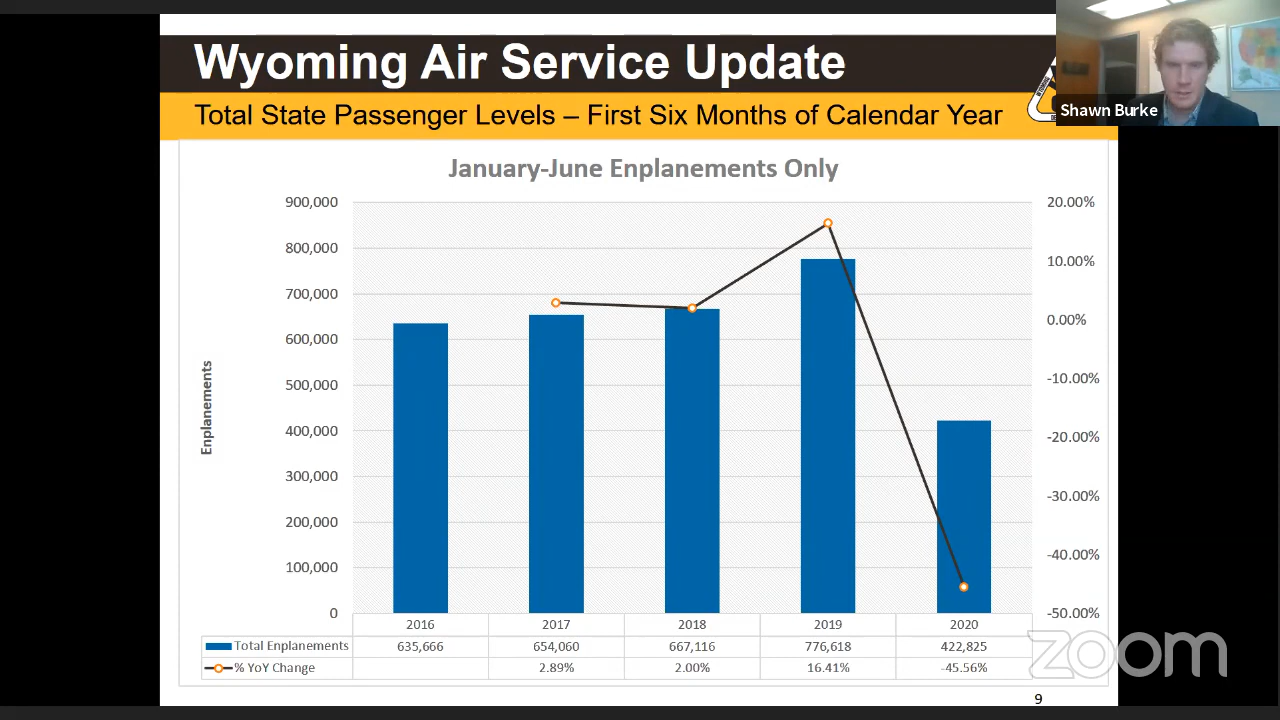 Wyoming Air Service Update
Total State Passenger Levels – First Six Months of Calendar Year
Shawn Burke
January-June Enplanements Only
900,000
800,000
700,000
600,000
500,000
400,000
300,000
200,000
100,000
0
Enplanements
20.00%
10.00%
0.00%
-10.00%
-20.00%
-30.00%
-40.00%
-50.00%
2016 2017 2018 2019 2020
Total Enplanements 635,666 654,060 667,116 776,618 422,825
% YoY Change 2.89% 2.00% 16.41% -45.56%
zoom
9